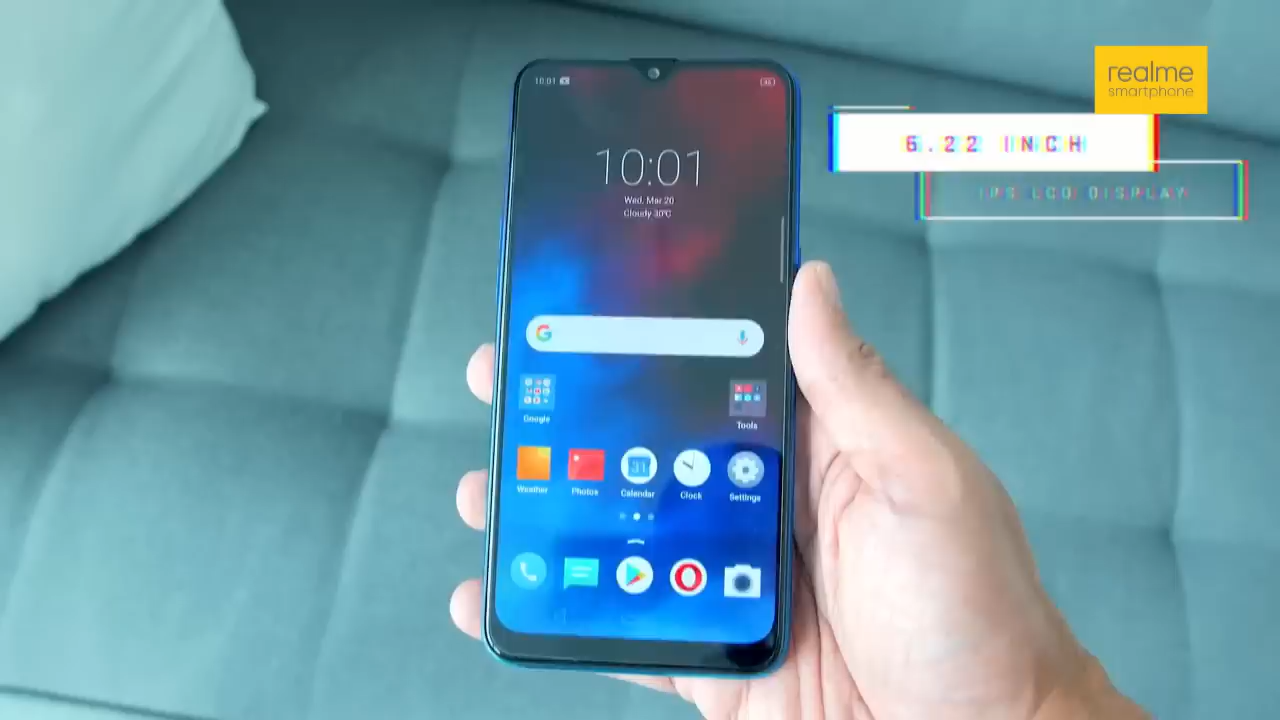 realme
smartphone
6.22 INCH
IPS LCD DISPLAY
10:01
10:01
Wed, Mar 20
Cloudy 30°C
Google
Tools
Weather
Photos
31
Calendar
Clock
Settings